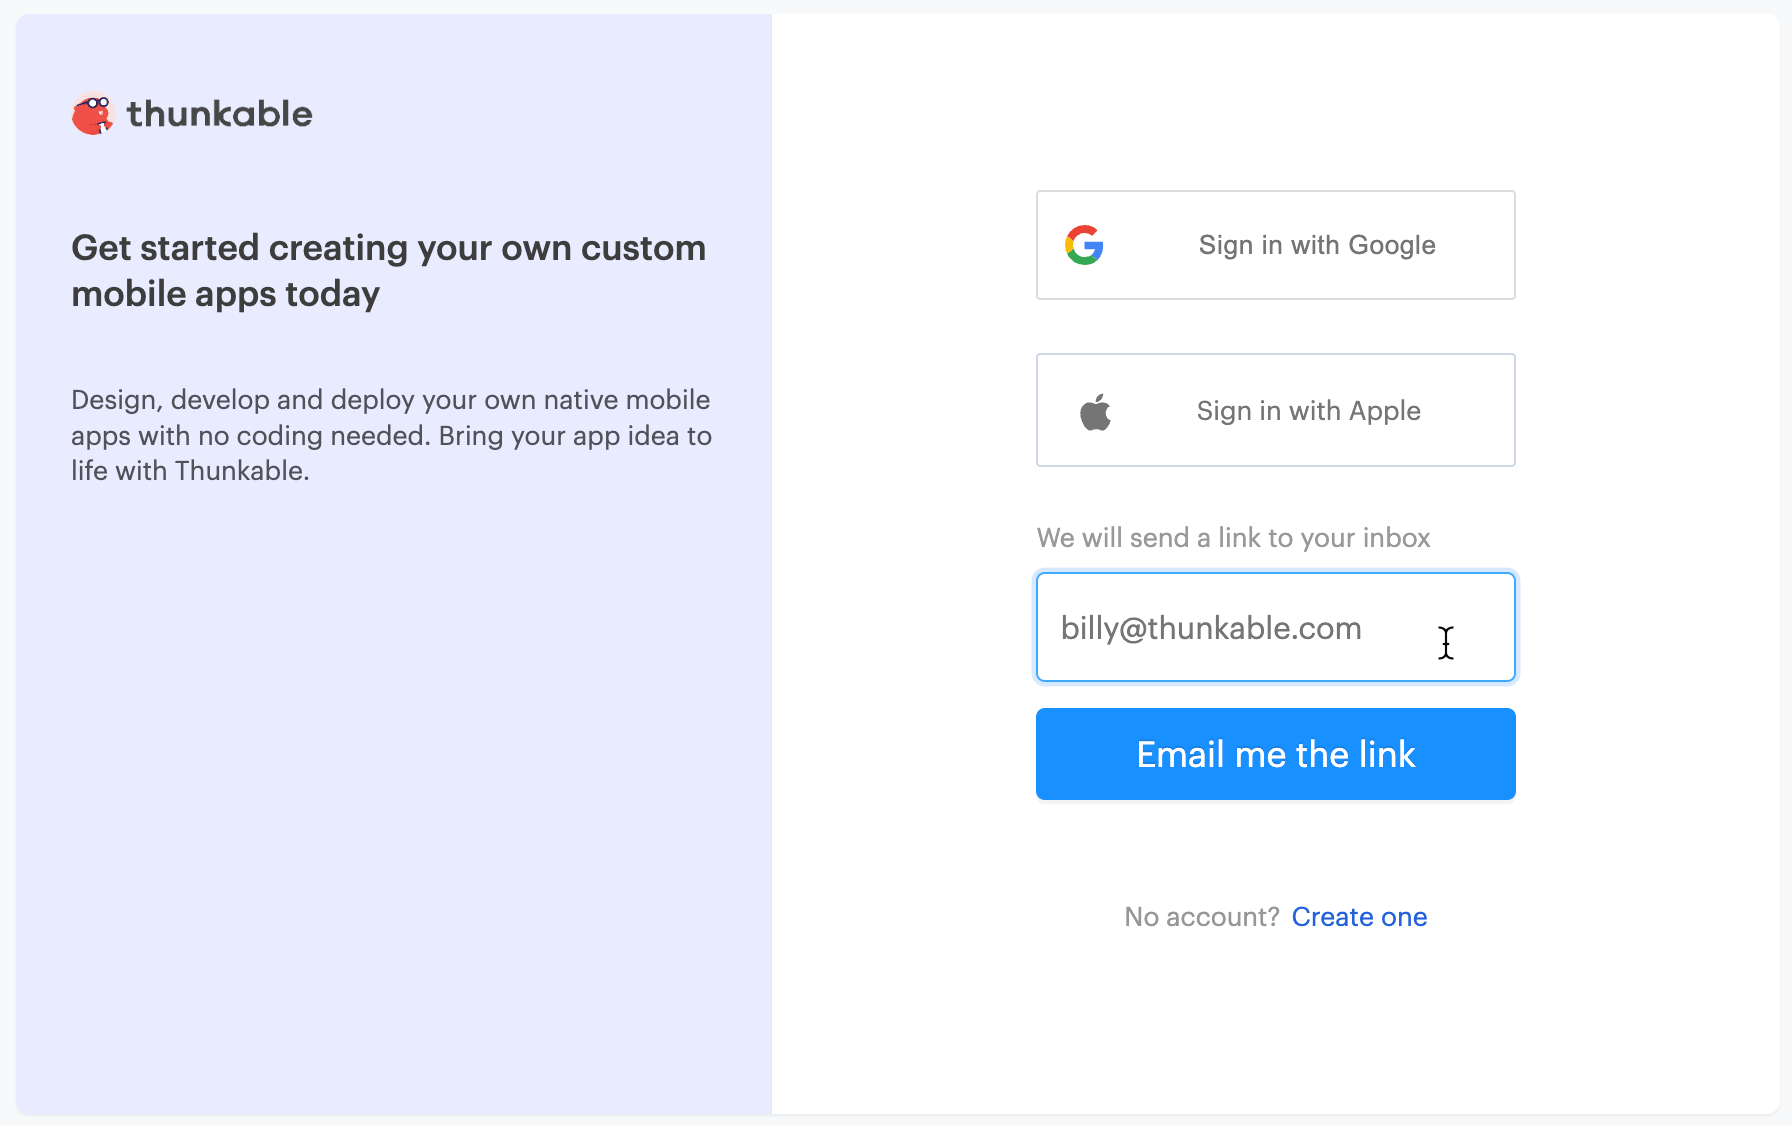 thunkable
Get started creating your own custom
mobile apps today
Design, develop and deploy your own native mobile
apps with no coding needed. Bring your app idea to
life with Thunkable.
Sign in with Google
Sign in with Apple
We will send a link to your inbox
billy@thunkable.com
Email me the link
No account? Create one